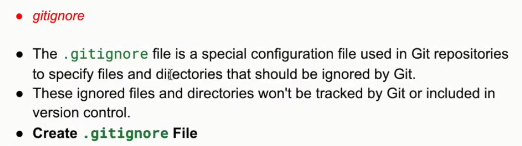 ● gitignore
● The .gitignore file is a special configuration file used in Git repositories
to specify files and directories that should be ignored by Git.
● These ignored files and directories won't be tracked by Git or included in
version control.
● Create .gitignore File